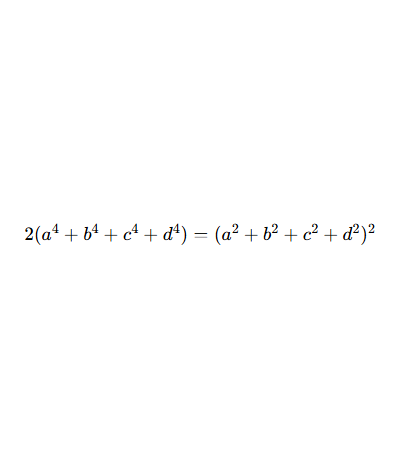 2(a⁴ + b⁴ + c⁴ + d⁴) = (a² + b² + c² + d²)²